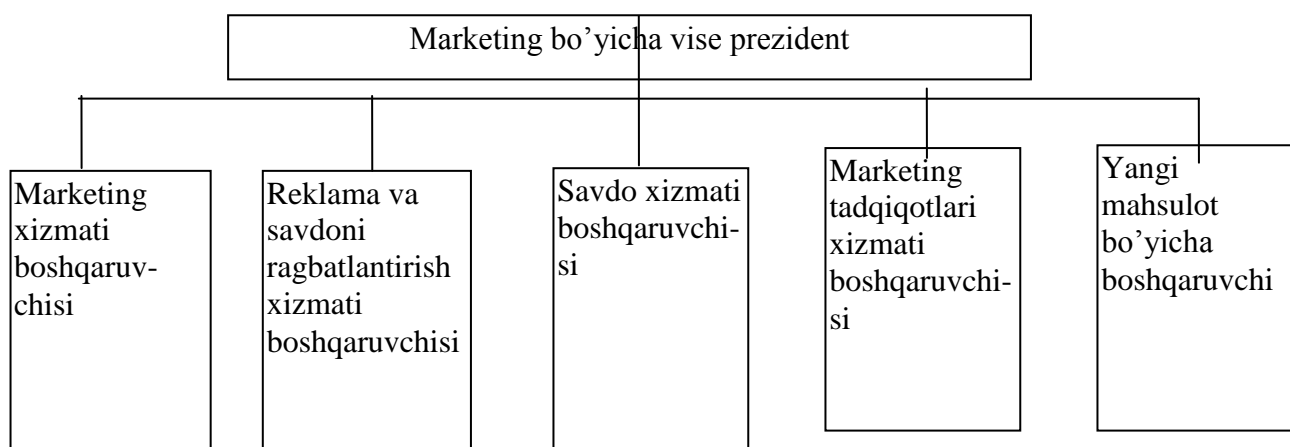 Marketing bo’yicha vise prezident
Marketing
xizmati
boshqaruv-
chisi
Reklama va
savdoni
ragbatlantirish
xizmati
boshqaruvchisi
Savdo xizmati
boshqaruvchi-
si
Marketing
tadqiqotlari
xizmati
boshqaruvchi-
si
Yangi
mahsulot
bo’yicha
boshqaruvchi